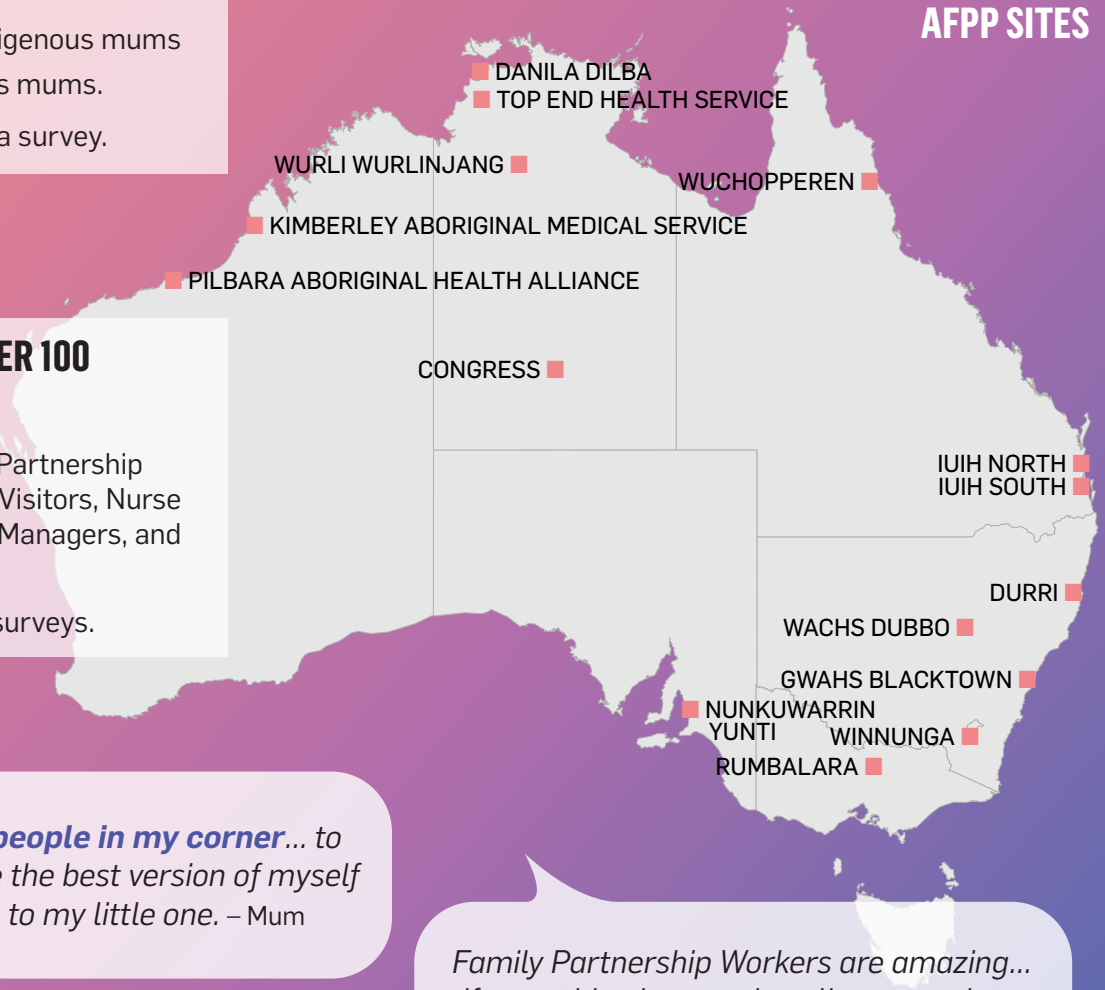 AFPP SITES
igenous mums
s mums.
a survey.
DANILA DILBA
TOP END HEALTH SERVICE
WURLI WURLINJANG
WUCHOPPEREN
KIMBERLEY ABORIGINAL MEDICAL SERVICE
PILBARA ABORIGINAL HEALTH ALLIANCE
ER 100
CONGRESS
Partnership
Visitors, Nurse
Managers, and
surveys.
IUIH NORTH
IUIH SOUTH
DURRI
WACHS DUBBO
GWAHS BLACKTOWN
NUNKUWARRIN
YUNTI
WINNUNGA
RUMBALARA
people in my corner... to
e the best version of myself
to my little one. – Mum
Family Partnership Workers are amazing...